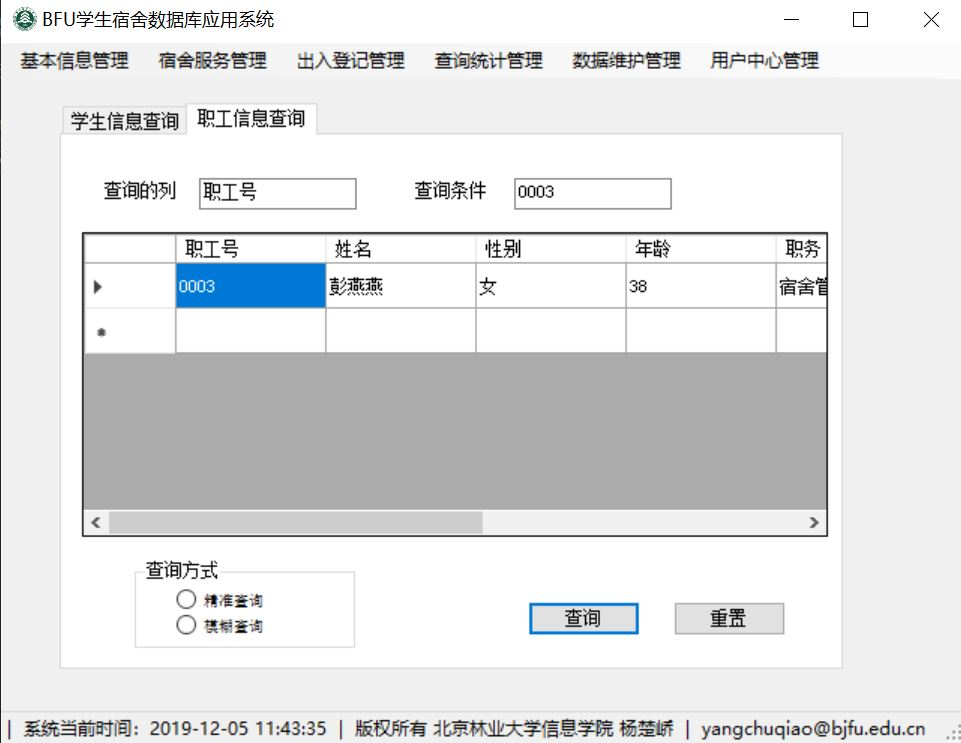 BFU学生宿舍数据库应用系统
基本信息管理 宿舍服务管理 出入登记管理 查询统计管理 数据维护管理 用户中心管理
学生信息查询 职工信息查询
查询的列 职工号 查询条件 0003
职工号 姓名 性别 年龄 职务
0003 彭燕燕 女 38 宿舍管
查询方式
精准查询
模糊查询
查询 重置
| 系统当前时间: 2019-12-05 11:43:35 | 版权所有 北京林业大学信息学院 杨楚峤 | yangchuqiao@bjfu.edu.cn